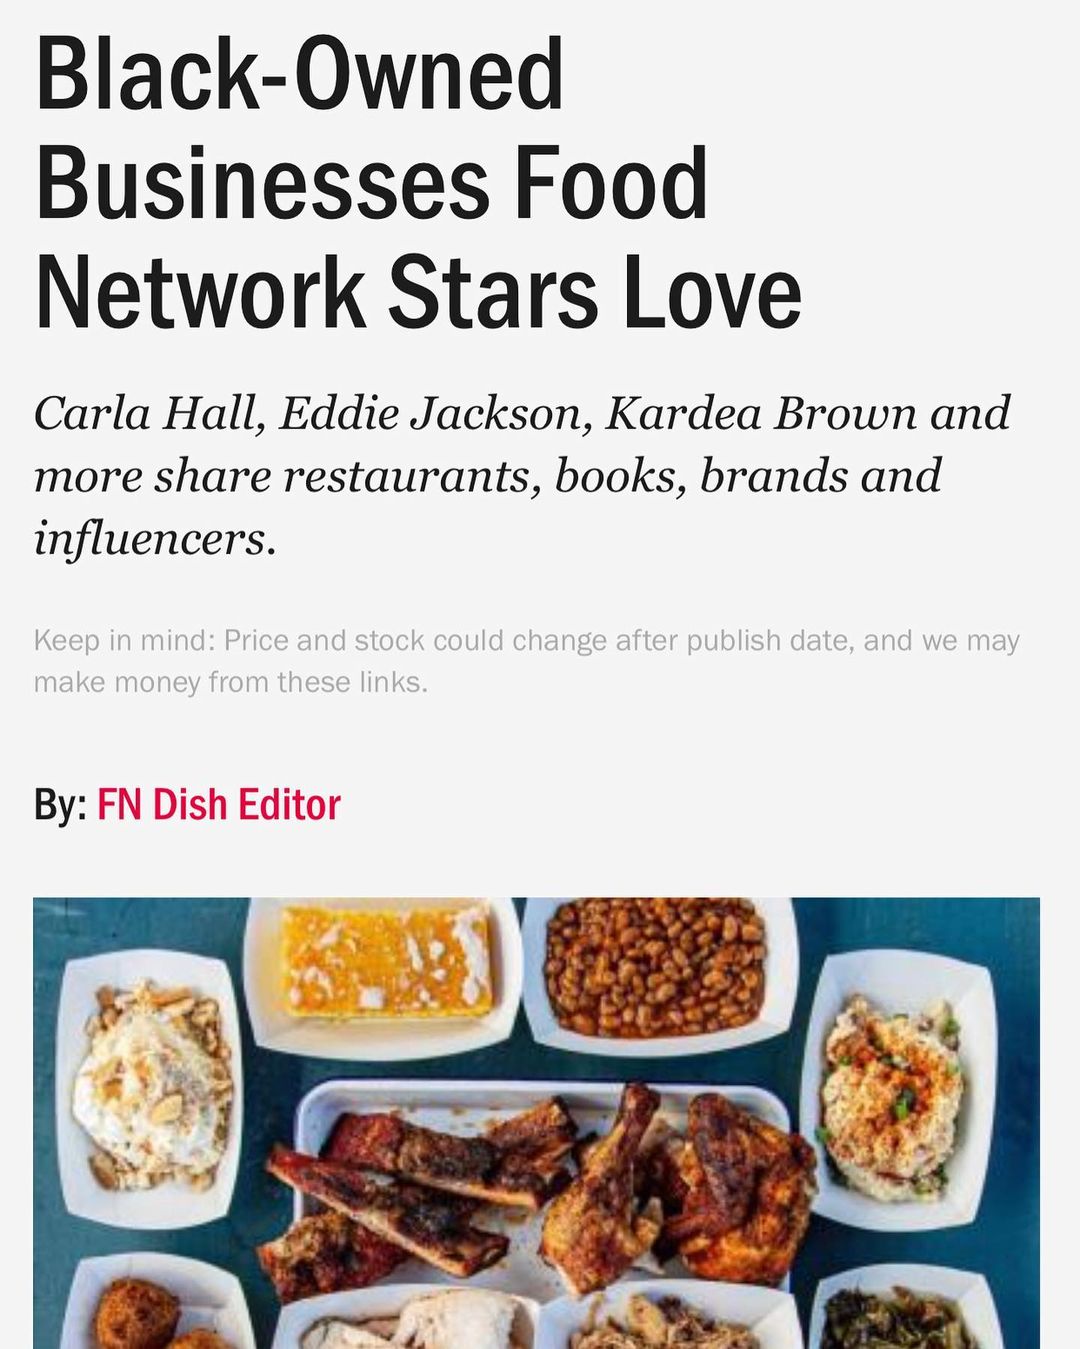 Black-Owned
Businesses Food
Network Stars Love
Carla Hall, Eddie Jackson, Kardea Brown and
more share restaurants, books, brands and
influencers.
Keep in mind: Price and stock could change after publish date, and we may
make money from these links.
By: FN Dish Editor